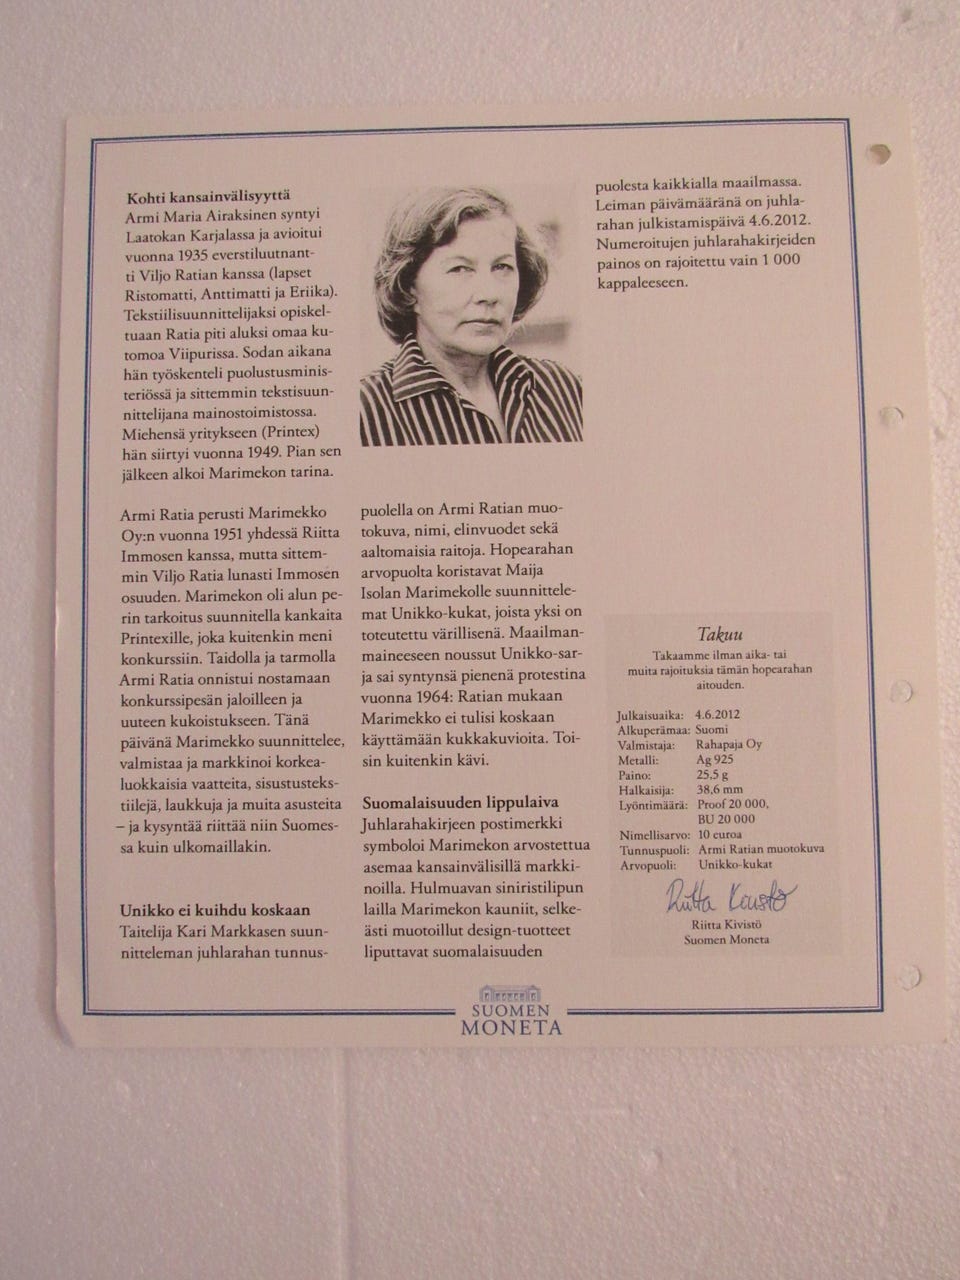 Kohti kansainvälisyyttä
Armi Maria Airaksinen syntyi
Laatokan Karjalassa ja avioitui
vuonna 1935 everstiluutnant-
ti Viljo Ratian kanssa (lapset
Ristomatti, Anttimatti ja Eriika).
Tekstiilisuunnittelijaksi opiskel-
tuaan Ratia piti aluksi omaa ku-
tomoa Viipurissa. Sodan aikana
hän työskenteli puolustusminis-
teriössä ja sittemmin tekstisuun-
nittelijana mainostoimistossa.
Miehensä yritykseen (Printex)
hän siirtyi vuonna 1949. Pian sen
jälkeen alkoi Marimekon tarina.
Armi Ratia perusti Marimekko
Oy:n vuonna 1951 yhdessä Riitta
Immosen kanssa, mutta sittem-
min Viljo Ratia lunasti Immosen
osuuden. Marimekon oli alun pe-
rin tarkoitus suunnitella kankaita
Printexille, joka kuitenkin meni
konkurssiin. Taidolla ja tarmolla
Armi Ratia onnistui nostamaan
konkurssipesän jaloilleen ja
uuteen kukoistukseen. Tänä
päivänä Marimekko suunnittelee,
valmistaa ja markkinoi korkea-
luokkaisia vaatteita, sisustusteks-
tiilejä, laukkuja ja muita asusteita
– ja kysyntää riittää niin Suomes-
sa kuin ulkomaillakin.
Unikko ei kuihdu koskaan
Taitelija Kari Markkasen suun-
nitteleman juhlarahan tunnus-
puolella on Armi Ratian muo-
tokuva, nimi, elinvuodet sekä
aaltomaisia raitoja. Hopearahan
arvopuolta koristavat Maija
Isolan Marimekolle suunnittele-
mat Unikko-kukat, joista yksi on
toteutettu värillisenä. Maailman-
maineeseen noussut Unikko-sar-
ja sai syntynsä pienenä protestina
vuonna 1964: Ratian mukaan
Marimekko ei tulisi koskaan
käyttämään kukkakuvioita. Toi-
sin kuitenkin kävi.
Suomalaisuuden lippulaiva
Juhlarahakirjeen postimerkki
symboloi Marimekon arvostettua
asemaa kansainvälisillä markki-
noilla. Hulmuavan siniristilipun
lailla Marimekon kauniit, selke-
ästi muotoillut design-tuotteet
liputtavat suomalaisuuden
puolesta kaikkialla maailmassa.
Leiman päivämääränä on juhla-
rahan julkistamispäivä 4.6.2012.
Numeroitujen juhlarahakirjeiden
painos on rajoitettu vain 1 000
kappaleeseen.
Takuu
Takaamme ilman aika- tai
muita rajoituksia tämän hopearahan
aitouden.
Julkaisuaika: 4.6.2012
Alkuperämaa: Suomi
Valmistaja: Rahapaja Oy
Metalli: Ag 925
Paino: 25,5 g
Halkaisija: 38,6 mm
Lyöntimäärä: Proof 20 000,
BU 20 000
Nimellisarvo: 10 euroa
Tunnuspuoli: Armi Ratian muotokuva
Arvopuoli: Unikko-kukat
Riitta Kivistö
Riitta Kivistö
Suomen Moneta
SUOMEN
MONETA